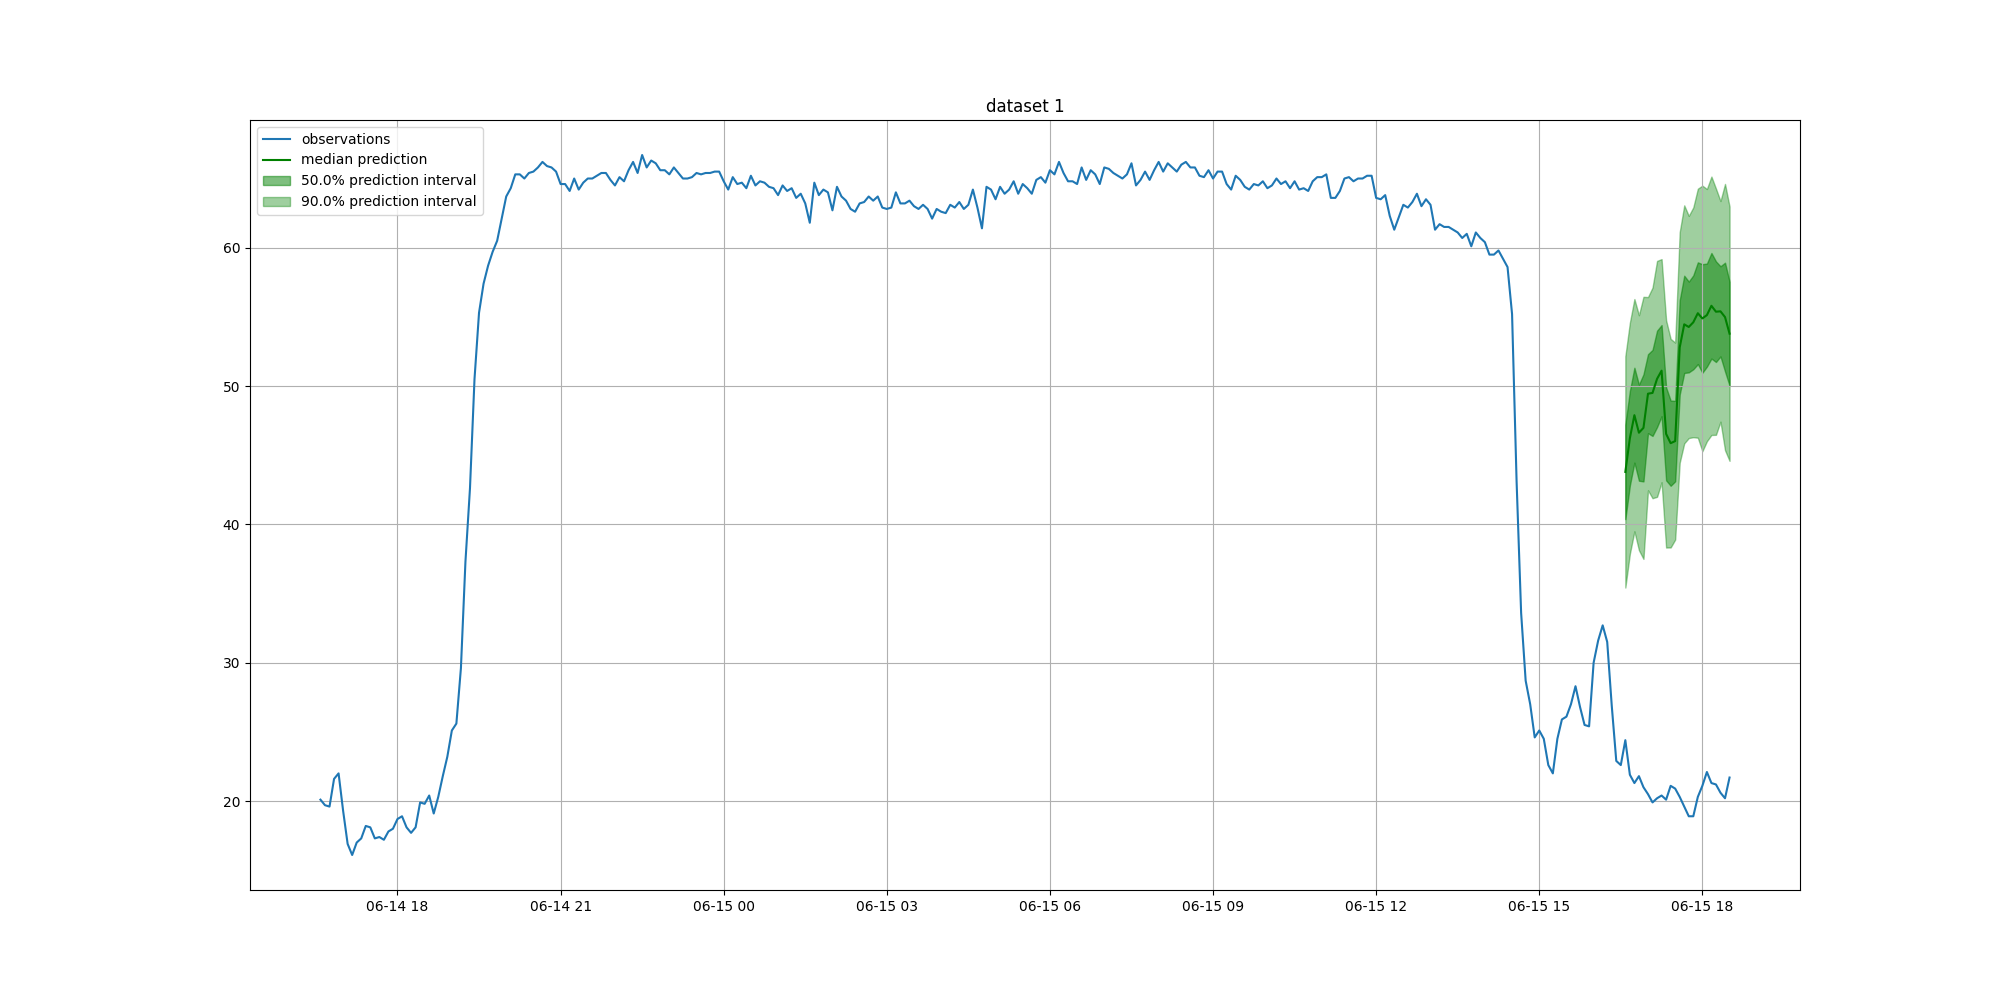 dataset 1
observations
median prediction
50.0% prediction interval
90.0% prediction interval
60
50
40
30
20
06-14 18
06-14 21
06-15 00
06-15 03
06-15 06
06-15 09
06-15 12
06-15 15
06-15 18